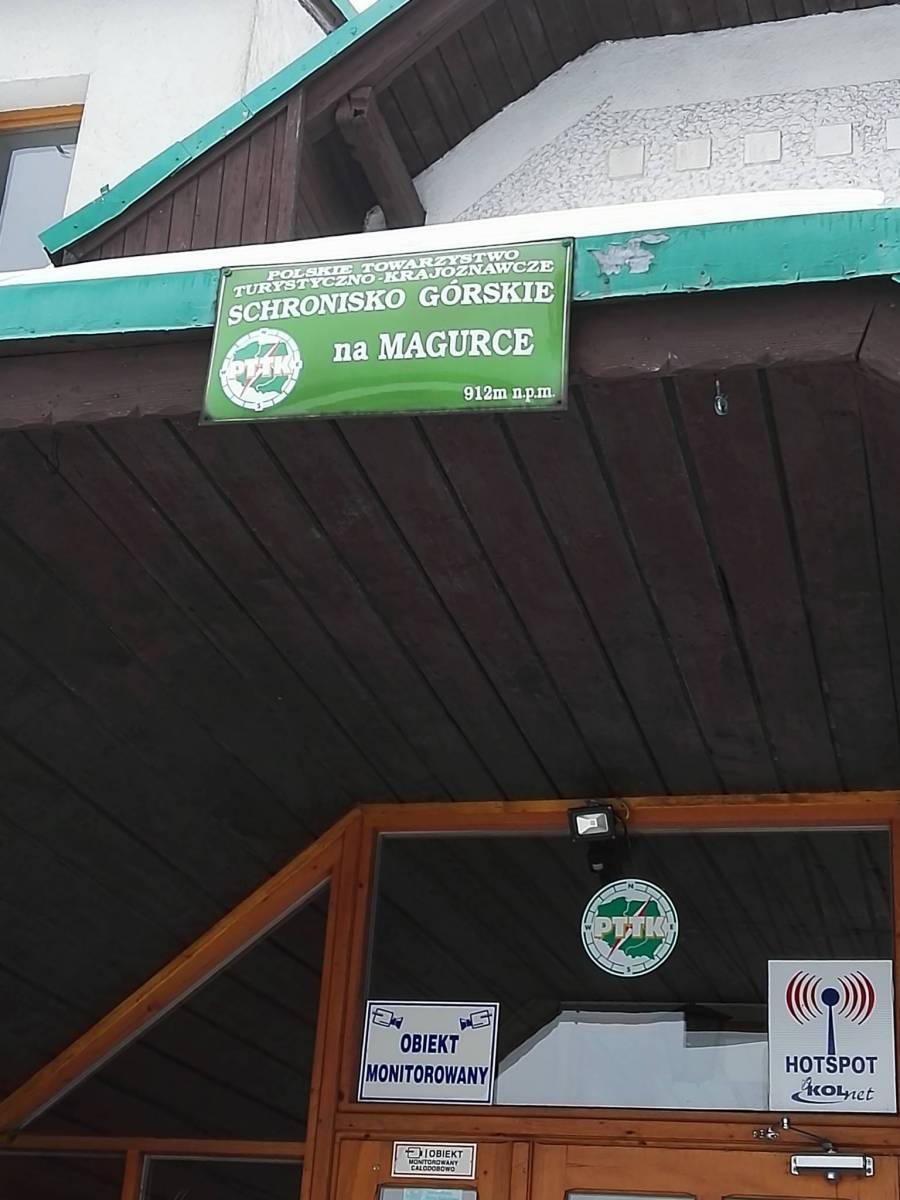 POLSKIE TOWARZYSTWO
TURYSTYCZNO-KRAJOZNAWCZE
SCHRONISKO GÓRSKIE
na MAGURCE
PTTK
912m n.p.m.
N
W PTTK E
S
OBIEKT
MONITOROWANY
HOTSPOT
KOLnet
OBIEKT
MONITOROWANY
CAŁODOBOWO